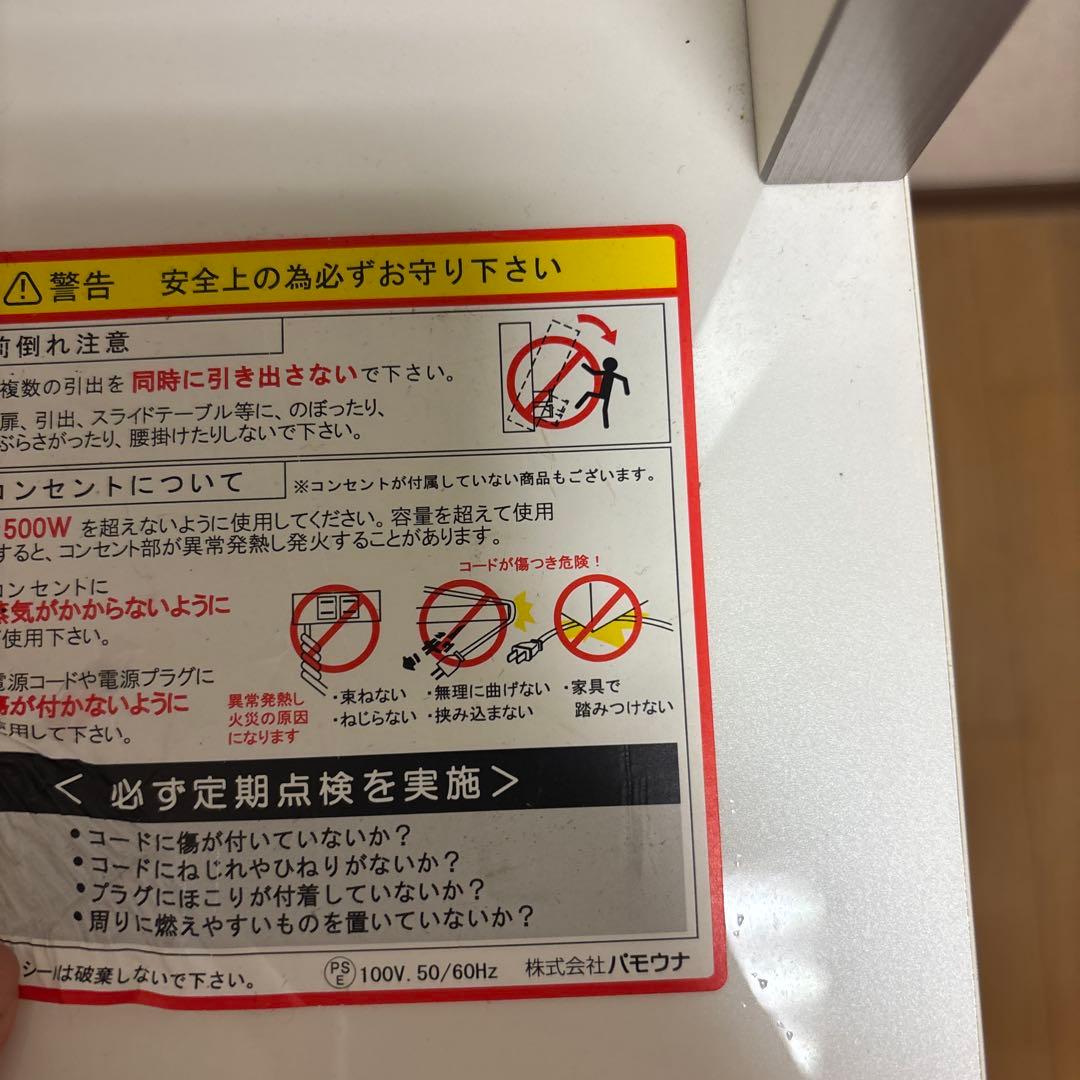 警告 安全上の為必ずお守り下さい
前倒れ注意
複数の引出を 同時に引き出さないで下さい。
扉、引出、スライドテーブル等に、のぼったり、
ぶらさがったり、腰掛けたりしないで下さい。
コンセントについて ※コンセントが付属していない商品もございます。
500W を超えないように使用してください。容量を超えて使用
すると、コンセント部が異常発熱し発火することがあります。
コードが傷つき危険！
コンセントに
蒸気がかからないように
使用下さい。
電源コードや電源プラグに
傷が付かないように
使用して下さい。
異常発熱し
火災の原因
になります
・束ねない
・ねじらない
・無理に曲げない
・挟み込まない
・家具で
踏みつけない
＜ 必ず定期点検を実施＞
•コードに傷が付いていないか？
•コードにねじれやひねりがないか？
•プラグにほこりが付着していないか？
•周りに燃えやすいものを置いていないか？
シールは破棄しないで下さい。 PSE 100V. 50/60Hz 株式会社パモウナ